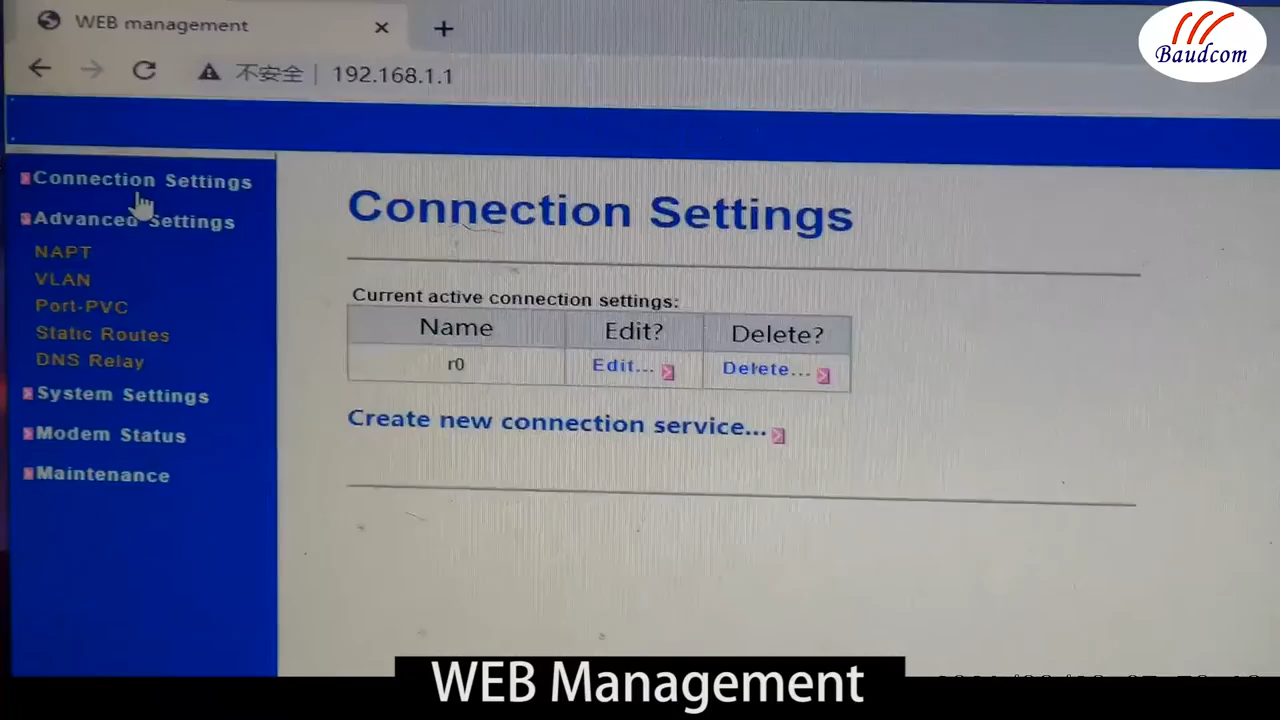 WEB management
Baudcom
不安全 | 192.168.1.1
Connection Settings
Advanced Settings
NAPT
VLAN
Port-PVC
Static Routes
DNS Relay
System Settings
Modem Status
Maintenance
Connection Settings
Current active connection settings:
Name Edit? Delete?
r0 Edit... Delete...
Create new connection service...
WEB Management